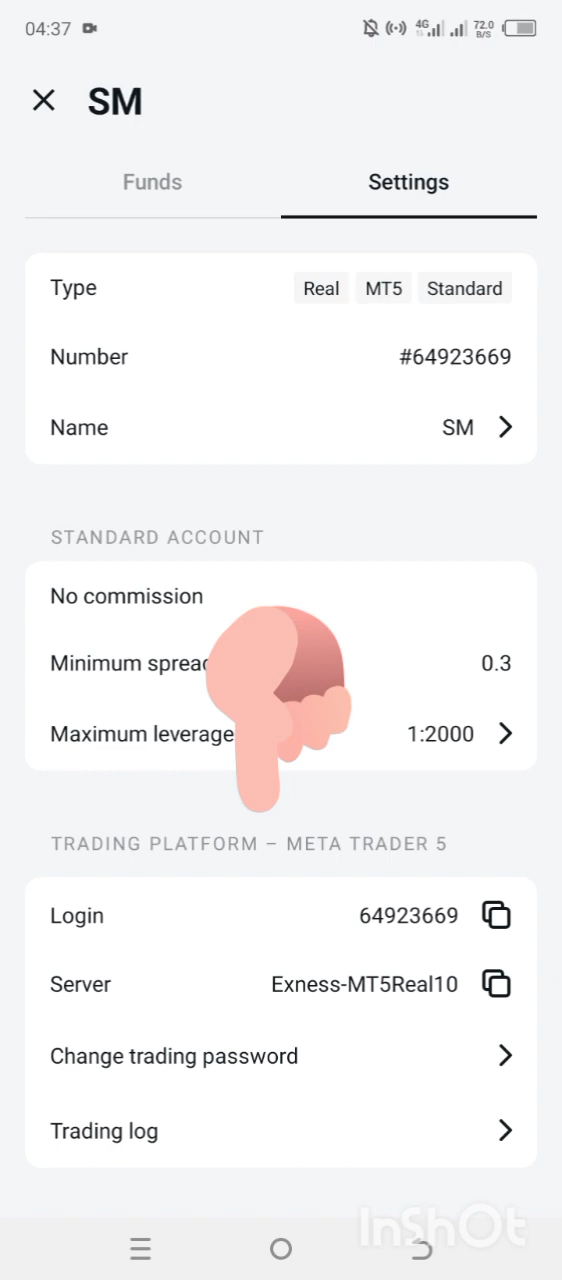 04:37 4G 72.0 B/S
SM
Funds Settings
Type Real MT5 Standard
Number #64923669
Name SM
STANDARD ACCOUNT
No commission
Minimum sprea 0.3
Maximum leverage 1:2000
TRADING PLATFORM – META TRADER 5
Login 64923669
Server Exness-MT5Real10
Change trading password
Trading log
InShOt